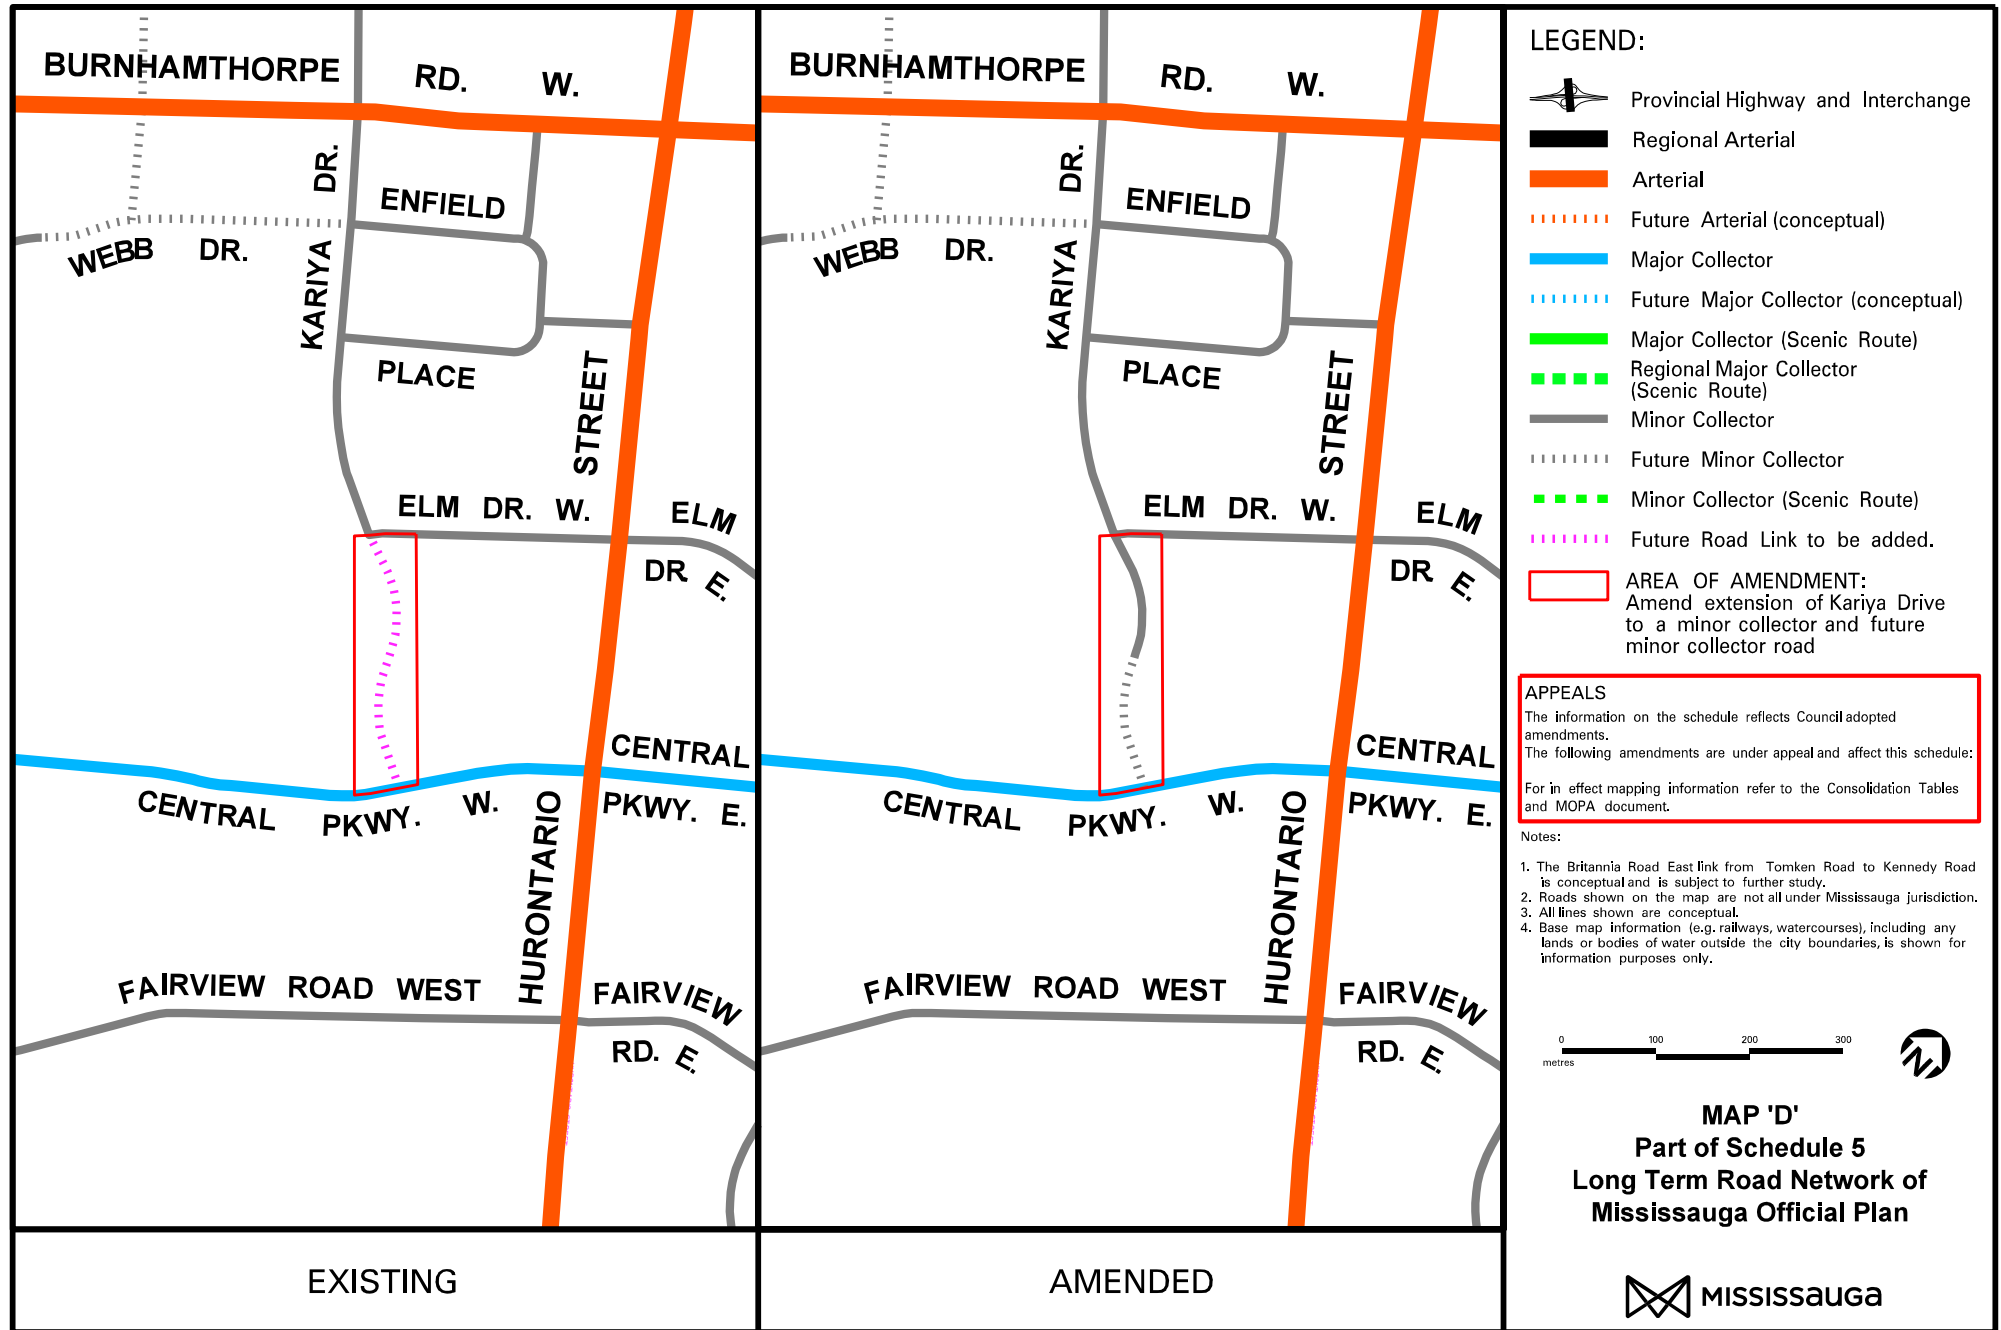 BURNHAMTHORPE RD. W.
KARIYA DR.
ENFIELD
WEBB DR.
PLACE
HURONTARIO STREET
ELM DR. W.
ELM
DR. E.
CENTRAL
CENTRAL PKWY. W.
PKWY. E.
FAIRVIEW ROAD WEST
FAIRVIEW
RD. E.
EXISTING
BURNHAMTHORPE RD. W.
KARIYA DR.
ENFIELD
WEBB DR.
PLACE
HURONTARIO STREET
ELM DR. W.
ELM
DR. E.
CENTRAL
CENTRAL PKWY. W.
PKWY. E.
FAIRVIEW ROAD WEST
FAIRVIEW
RD. E.
AMENDED
LEGEND:
Provincial Highway and Interchange
Regional Arterial
Arterial
Future Arterial (conceptual)
Major Collector
Future Major Collector (conceptual)
Major Collector (Scenic Route)
Regional Major Collector
(Scenic Route)
Minor Collector
Future Minor Collector
Minor Collector (Scenic Route)
Future Road Link to be added.
AREA OF AMENDMENT:
Amend extension of Kariya Drive
to a minor collector and future
minor collector road
APPEALS
The information on the schedule reflects Council adopted
amendments.
The following amendments are under appeal and affect this schedule:
For in effect mapping information refer to the Consolidation Tables
and MOPA document.
Notes:
1. The Britannia Road East link from Tomken Road to Kennedy Road
is conceptual and is subject to further study.
2. Roads shown on the map are not all under Mississauga jurisdiction.
3. All lines shown are conceptual.
4. Base map information (e.g. railways, watercourses), including any
lands or bodies of water outside the city boundaries, is shown for
information purposes only.
0 100 200 300
metres
N
MAP 'D'
Part of Schedule 5
Long Term Road Network of
Mississauga Official Plan
MISSISSauGa